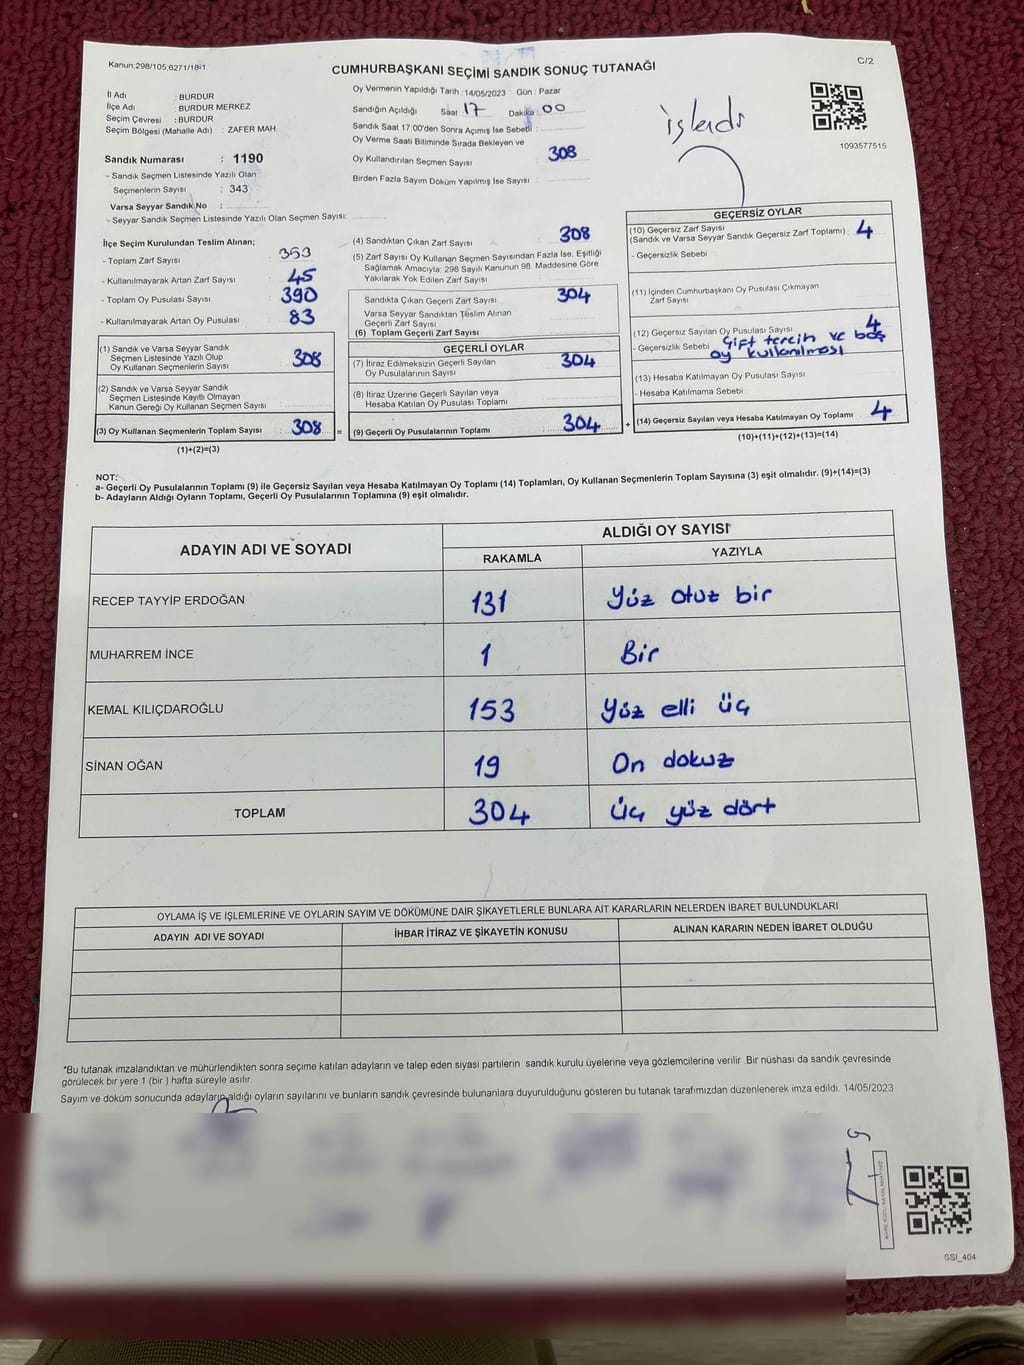 Kanun:298/105,6271/18-1
CUMHURBAŞKANI SEÇİMİ SANDIK SONUÇ TUTANAĞI
C/2
İl Adı : BURDUR
İlçe Adı : BURDUR MERKEZ
Seçim Çevresi : BURDUR
Seçim Bölgesi (Mahalle Adı) : ZAFER MAH.
Sandık Numarası : 1190
- Sandık Seçmen Listesinde Yazılı Olan
Seçmenlerin Sayısı : 343
Varsa Seyyar Sandık No :
- Seyyar Sandık Seçmen Listesinde Yazılı Olan Seçmen Sayısı:
Oy Vermenin Yapıldığı Tarih : 14/05/2023 Gün : Pazar
Sandığın Açıldığı Saat 17 Dakika : 00
Sandık Saat 17:00'den Sonra Açımış İse Sebebi :
Oy Verme Saati Bitiminde Sırada Bekleyen ve
Oy Kullandırılan Seçmen Sayısı : 308
Birden Fazla Sayım Döküm Yapılmış İse Sayısı :
işlendi
1093577515
İlçe Seçim Kurulundan Teslim Alınan;
- Toplam Zarf Sayısı : 353
- Kullanılmayarak Artan Zarf Sayısı : 45
- Toplam Oy Pusulası Sayısı : 390
- Kullanılmayarak Artan Oy Pusulası : 83
(1) Sandık ve Varsa Seyyar Sandık
Seçmen Listesinde Yazılı Olup
Oy Kullanan Seçmenlerin Sayısı : 308
(2) Sandık ve Varsa Seyyar Sandık
Seçmen Listesinde Kayıtlı Olmayan
Kanun Gereği Oy Kullanan Seçmen Sayısı :
(3) Oy Kullanan Seçmenlerin Toplam Sayısı : 308 =
(1)+(2)=(3)
(4) Sandıktan Çıkan Zarf Sayısı : 308
(5) Zarf Sayısı Oy Kullanan Seçmen Sayısından Fazla İse, Eşitliği
Sağlamak Amacıyla; 298 Sayılı Kanunun 98. Maddesine Göre
Yakılarak Yok Edilen Zarf Sayısı :
Sandıkta Çıkan Geçerli Zarf Sayısı : 304
Varsa Seyyar Sandıktan Teslim Alınan
Geçerli Zarf Sayısı
(6) Toplam Geçerli Zarf Sayısı
GEÇERLİ OYLAR
(7) İtiraz Edilmeksizin Geçerli Sayılan
Oy Pusulalarının Sayısı : 304
(8) İtiraz Üzerine Geçerli Sayılan veya
Hesaba Katılan Oy Pusulası Toplamı :
(9) Geçerli Oy Pusulalarının Toplamı : 304 +
GEÇERSİZ OYLAR
(10) Geçersiz Zarf Sayısı
(Sandık ve Varsa Seyyar Sandık Geçersiz Zarf Toplamı) : 4
- Geçersizlik Sebebi
(11) İçinden Cumhurbaşkanı Oy Pusulası Çıkmayan
Zarf Sayısı
(12) Geçersiz Sayılan Oy Pusulası Sayısı : 4
- Geçersizlik Sebebi : Çift tercih ve boş
oy kullanılması
(13) Hesaba Katılmayan Oy Pusulası Sayısı
- Hesaba Katılmama Sebebi
(14) Geçersiz Sayılan veya Hesaba Katılmayan Oy Toplamı : 4
(10)+(11)+(12)+(13)=(14)
NOT:
a- Geçerli Oy Pusulalarının Toplamı (9) ile Geçersiz Sayılan veya Hesaba Katılmayan Oy Toplamı (14) Toplamları, Oy Kullanan Seçmenlerin Toplam Sayısına (3) eşit olmalıdır. (9)+(14)=(3)
b- Adayların Aldığı Oyların Toplamı, Geçerli Oy Pusulalarının Toplamına (9) eşit olmalıdır.
ADAYIN ADI VE SOYADI
ALDIĞI OY SAYISI
RAKAMLA YAZIYLA
RECEP TAYYİP ERDOĞAN 131 Yüz otuz bir
MUHARREM İNCE 1 Bir
KEMAL KILIÇDAROĞLU 153 Yüz elli üç
SİNAN OĞAN 19 On dokuz
TOPLAM 304 Üç yüz dört
OYLAMA İŞ VE İŞLEMLERİNE VE OYLARIN SAYIM VE DÖKÜMÜNE DAİR ŞİKAYETLERLE BUNLARA AİT KARARLARIN NELERDEN İBARET BULUNDUKLARI
ADAYIN ADI VE SOYADI İHBAR İTİRAZ VE ŞİKAYETİN KONUSU ALINAN KARARIN NEDEN İBARET OLDUĞU
*Bu tutanak imzalandıktan ve mühürlendikten sonra seçime katılan adayların ve talep eden siyasi partilerin sandık kurulu üyelerine veya gözlemcilerine verilir. Bir nüshası da sandık çevresinde
görülecek bir yere 1 (bir ) hafta süreyle asılır.
Sayım ve döküm sonucunda adayların aldığı oyların sayılarını ve bunların sandık çevresinde bulunanlara duyurulduğunu gösteren bu tutanak tarafımızdan düzenlenerek imza edildi. 14/05/2023
SSI_404